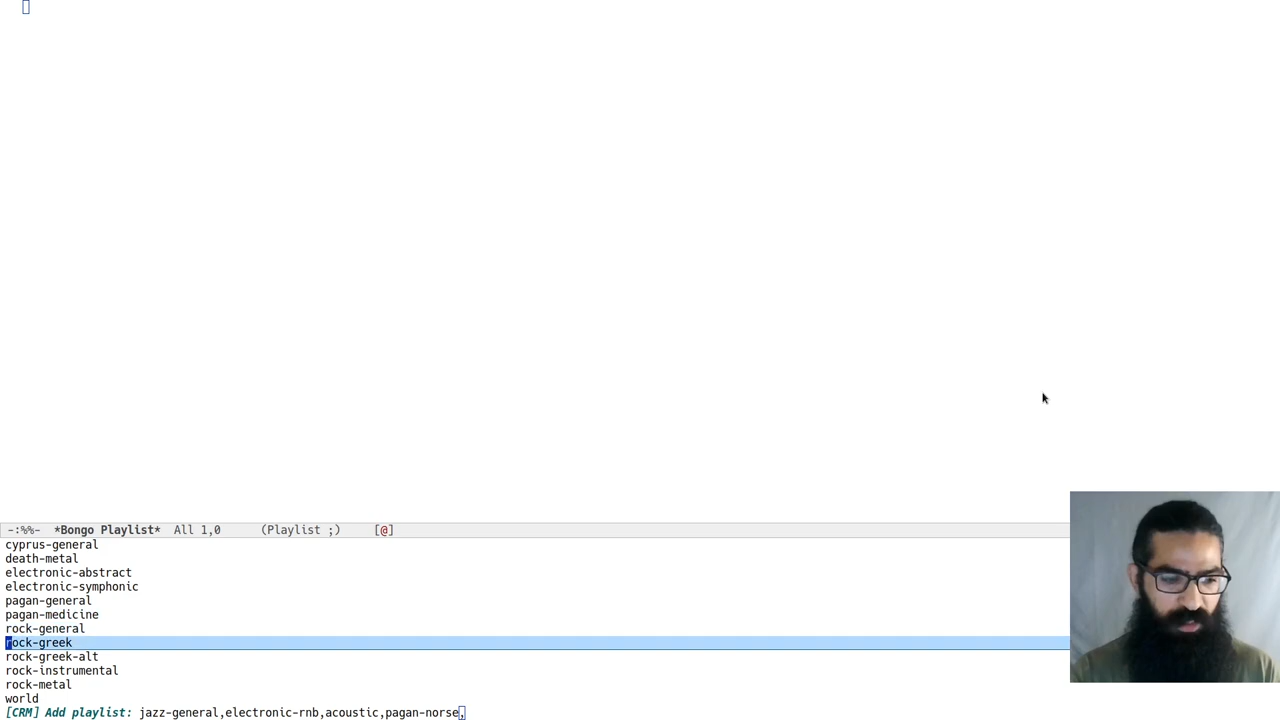 -:%%- *Bongo Playlist* All 1,0 (Playlist ;) [@]
cyprus-general
death-metal
electronic-abstract
electronic-symphonic
pagan-general
pagan-medicine
rock-general
rock-greek
rock-greek-alt
rock-instrumental
rock-metal
world
[CRM] Add playlist: jazz-general,electronic-rnb,acoustic,pagan-norse,